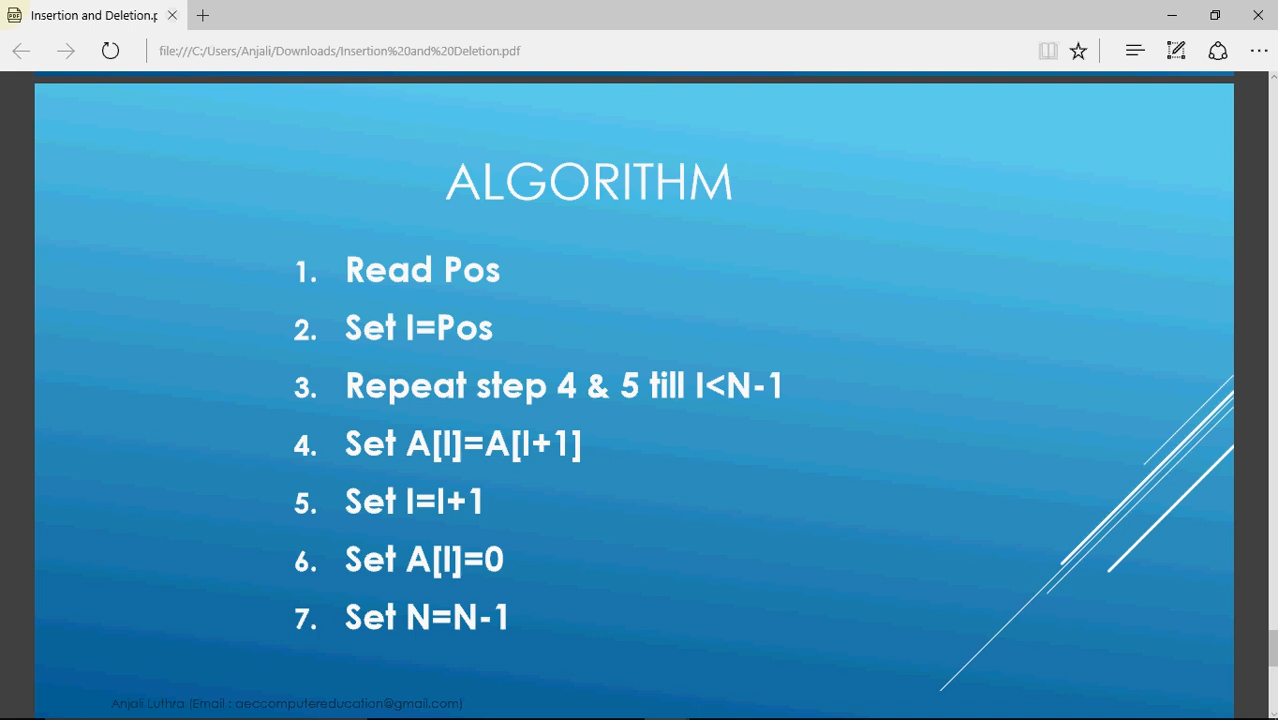 Insertion and Deletion.p
file:///C:/Users/Anjali/Downloads/Insertion%20and%20Deletion.pdf
ALGORITHM
1. Read Pos
2. Set I=Pos
3. Repeat step 4 & 5 till I<N-1
4. Set A[I]=A[I+1]
5. Set I=I+1
6. Set A[I]=0
7. Set N=N-1
Anjali Luthra (Email : aeccomputereducation@gmail.com)